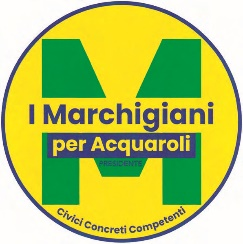 I Marchigiani
per Acquaroli
PRESIDENTE
Civici Concreti Competenti